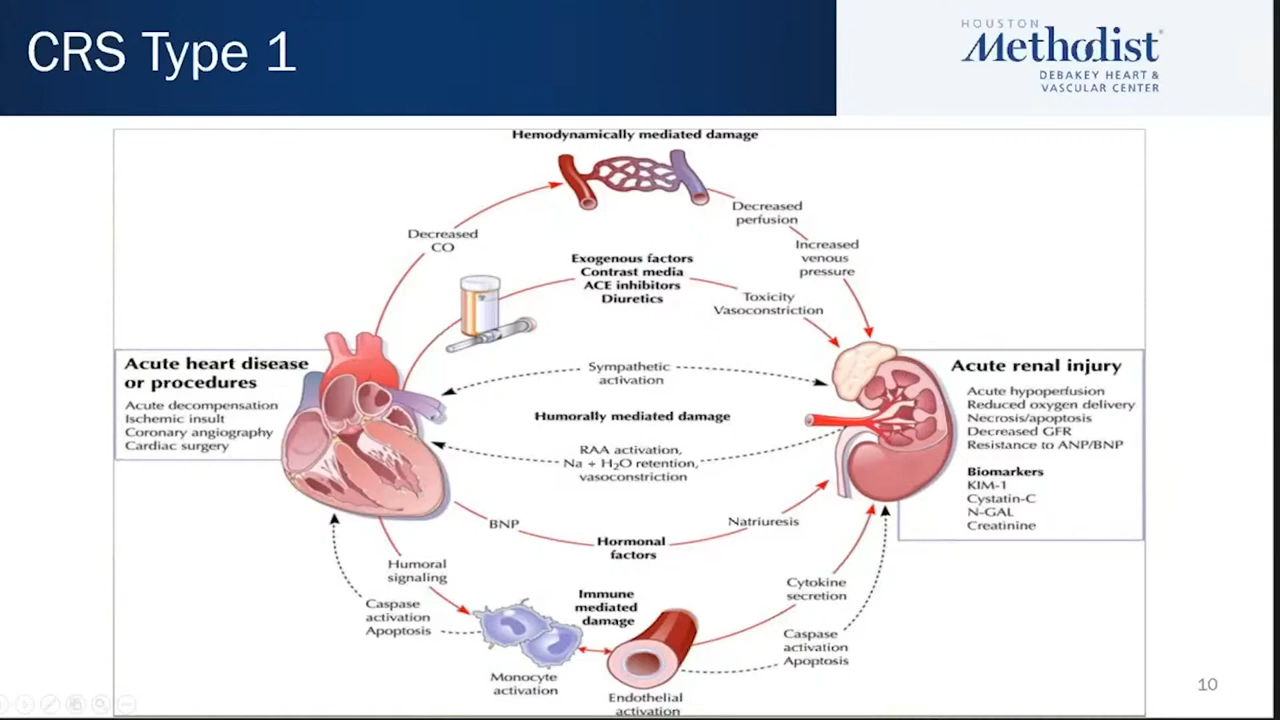 CRS Type 1
HOUSTON
Methodist
DEBAKEY HEART &
VASCULAR CENTER
Hemodynamically mediated damage
Decreased
CO
Decreased
perfusion
Increased
venous
pressure
Exogenous factors
Contrast media
ACE inhibitors
Diuretics
Toxicity
Vasoconstriction
Acute heart disease
or procedures
Acute decompensation
Ischemic insult
Coronary angiography
Cardiac surgery
Sympathetic
activation
Humorally mediated damage
RAA activation,
Na + H₂O retention,
vasoconstriction
Acute renal injury
Acute hypoperfusion
Reduced oxygen delivery
Necrosis/apoptosis
Decreased GFR
Resistance to ANP/BNP
Biomarkers
KIM-1
Cystatin-C
N-GAL
Creatinine
BNP
Natriuresis
Hormonal
factors
Humoral
signaling
Caspase
activation
Apoptosis
Immune
mediated
damage
Cytokine
secretion
Caspase
activation
Apoptosis
Monocyte
activation
Endothelial
activation
10